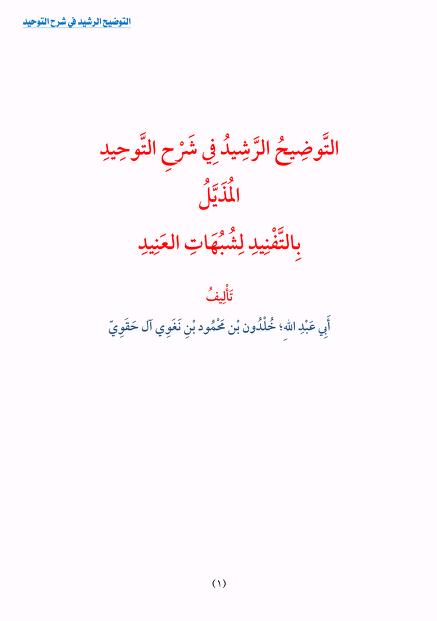 التوضيح الرشيد في شرح التوحيد
التَّوضِيحُ الرَّشِيدُ فِي شَرْحِ التَّوحِيدِ
المُذَيَّلُ
بِالتَّفْنِيدِ لِشُبُهَاتِ العَنِيدِ
تَأْلِيفُ
أَبِي عَبْدِ اللهِ؛ خُلْدُون بْنِ مَحْمُود بْنِ نَغَوِي آل حَقَوِيّ
(١)